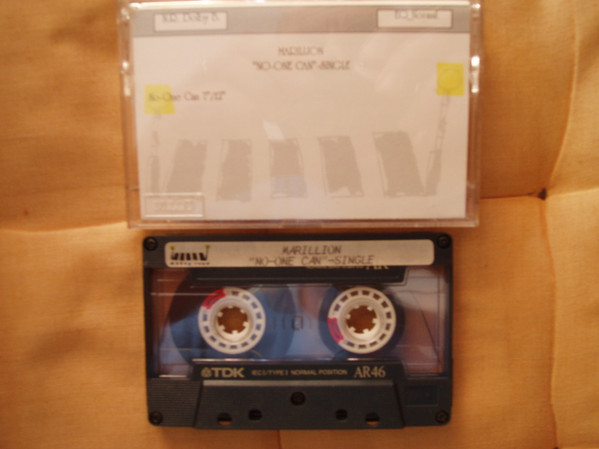 MARILLION
"NO-ONE CAN"-SINGLE
No-One Can 7"/12"
MARILLION
"NO-ONE CAN"-SINGLE
TDK IECI/TYPE I NORMAL POSITION AR46